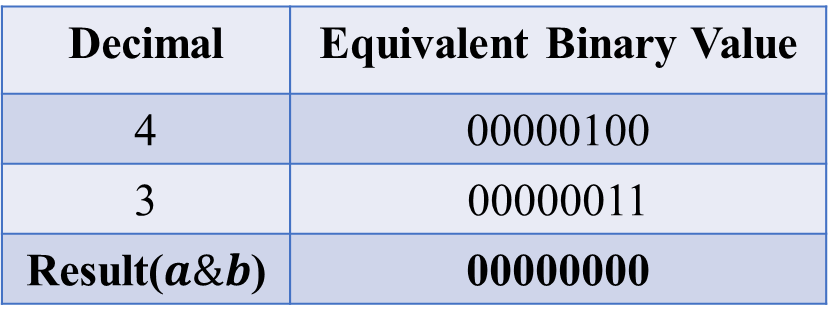 Decimal Equivalent Binary Value
4 00000100
3 00000011
Result(a&b) 00000000